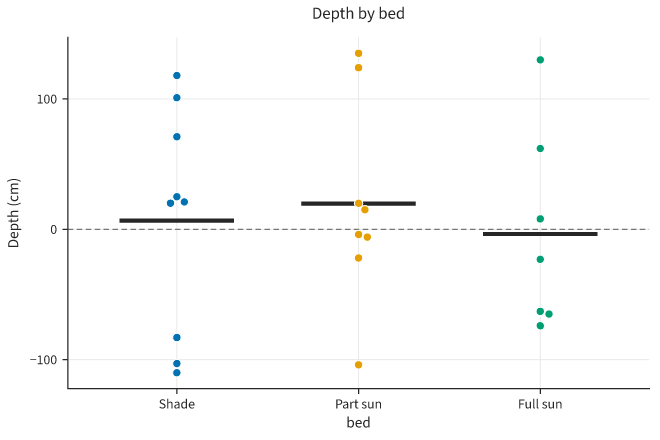 Depth by bed
Depth (cm)
100
0
−100
Shade
Part sun
Full sun
bed